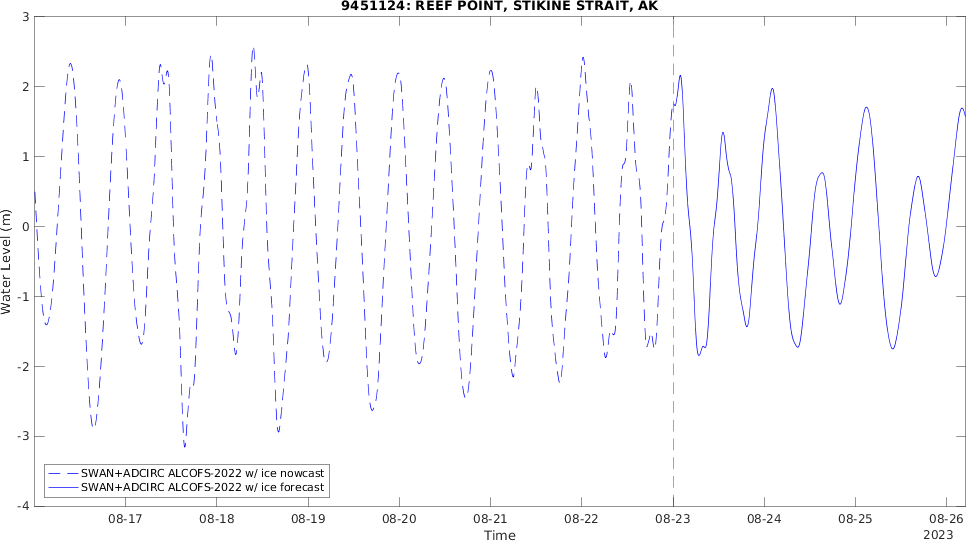 9451124: REEF POINT, STIKINE STRAIT, AK
3
2
1
0
-1
-2
-3
-4
Water Level (m)
SWAN+ADCIRC ALCOFS-2022 w/ ice nowcast
SWAN+ADCIRC ALCOFS-2022 w/ ice forecast
08-17 08-18 08-19 08-20 08-21 08-22 08-23 08-24 08-25 08-26
Time
2023